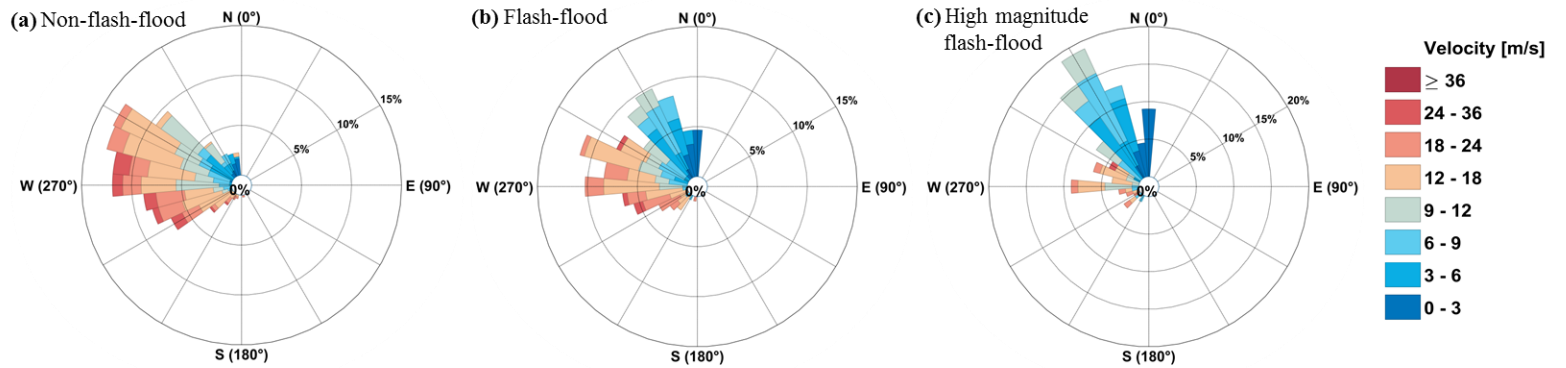 (a) Non-flash-flood
N (0°)
15%
10%
5%
0%
W (270°)
E (90°)
S (180°)
(b) Flash-flood
N (0°)
15%
10%
5%
0%
W (270°)
E (90°)
S (180°)
(c) High magnitude
flash-flood
N (0°)
20%
15%
10%
5%
0%
W (270°)
E (90°)
S (180°)
Velocity [m/s]
≥ 36
24 - 36
18 - 24
12 - 18
9 - 12
6 - 9
3 - 6
0 - 3